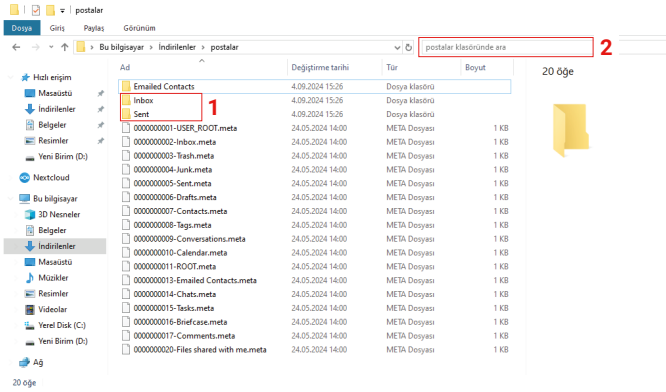 postalar
Dosya Giriş Paylaş Görünüm
Bu bilgisayar > İndirilenler > postalar
postalar klasöründe ara
2
Ad Değiştirme tarihi Tür Boyut
20 öğe
Hızlı erişim
Masaüstü
İndirilenler
Belgeler
Resimler
Yeni Birim (D:)
Nextcloud
Bu bilgisayar
3D Nesneler
Belgeler
İndirilenler
Masaüstü
Müzikler
Resimler
Videolar
Yerel Disk (C:)
Yeni Birim (D:)
Ağ
Emailed Contacts 4.09.2024 15:26 Dosya klasörü
Inbox 4.09.2024 15:26 Dosya klasörü
1
Sent 4.09.2024 15:26 Dosya klasörü
0000000001-USER_ROOT.meta 24.05.2024 14:00 META Dosyası 1 KB
0000000002-Inbox.meta 24.05.2024 14:00 META Dosyası 1 KB
0000000003-Trash.meta 24.05.2024 14:00 META Dosyası 1 KB
0000000004-Junk.meta 24.05.2024 14:00 META Dosyası 1 KB
0000000005-Sent.meta 24.05.2024 14:00 META Dosyası 1 KB
0000000006-Drafts.meta 24.05.2024 14:00 META Dosyası 1 KB
0000000007-Contacts.meta 24.05.2024 14:00 META Dosyası 1 KB
0000000008-Tags.meta 24.05.2024 14:00 META Dosyası 1 KB
0000000009-Conversations.meta 24.05.2024 14:00 META Dosyası 1 KB
0000000010-Calendar.meta 24.05.2024 14:00 META Dosyası 1 KB
0000000011-ROOT.meta 24.05.2024 14:00 META Dosyası 1 KB
0000000013-Emailed Contacts.meta 24.05.2024 14:00 META Dosyası 1 KB
0000000014-Chats.meta 24.05.2024 14:00 META Dosyası 1 KB
0000000015-Tasks.meta 24.05.2024 14:00 META Dosyası 1 KB
0000000016-Briefcase.meta 24.05.2024 14:00 META Dosyası 1 KB
0000000017-Comments.meta 24.05.2024 14:00 META Dosyası 1 KB
0000000020-Files shared with me.meta 24.05.2024 14:00 META Dosyası 1 KB
20 öğe